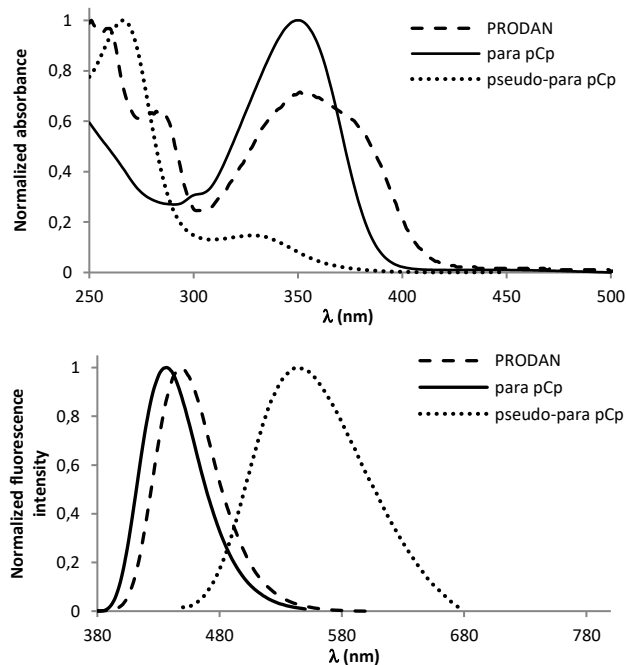 Normalized absorbance
1
0,8
0,6
0,4
0,2
0
250
300
350
400
450
500
λ (nm)
PRODAN
para pCp
pseudo-para pCp
Normalized fluorescence
intensity
1
0,8
0,6
0,4
0,2
0
380
480
580
680
780
λ (nm)
PRODAN
para pCp
pseudo-para pCp